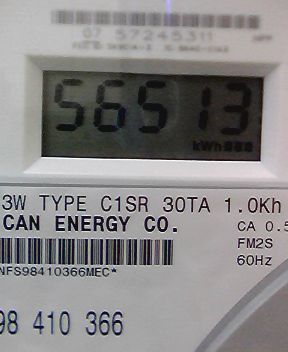 07 57245311
56513
kWh
3W TYPE C1SR 30TA 1.0Kh
CAN ENERGY CO.
CA 0.5
FM2S
NFS98410366MEC*
60Hz
98 410 366